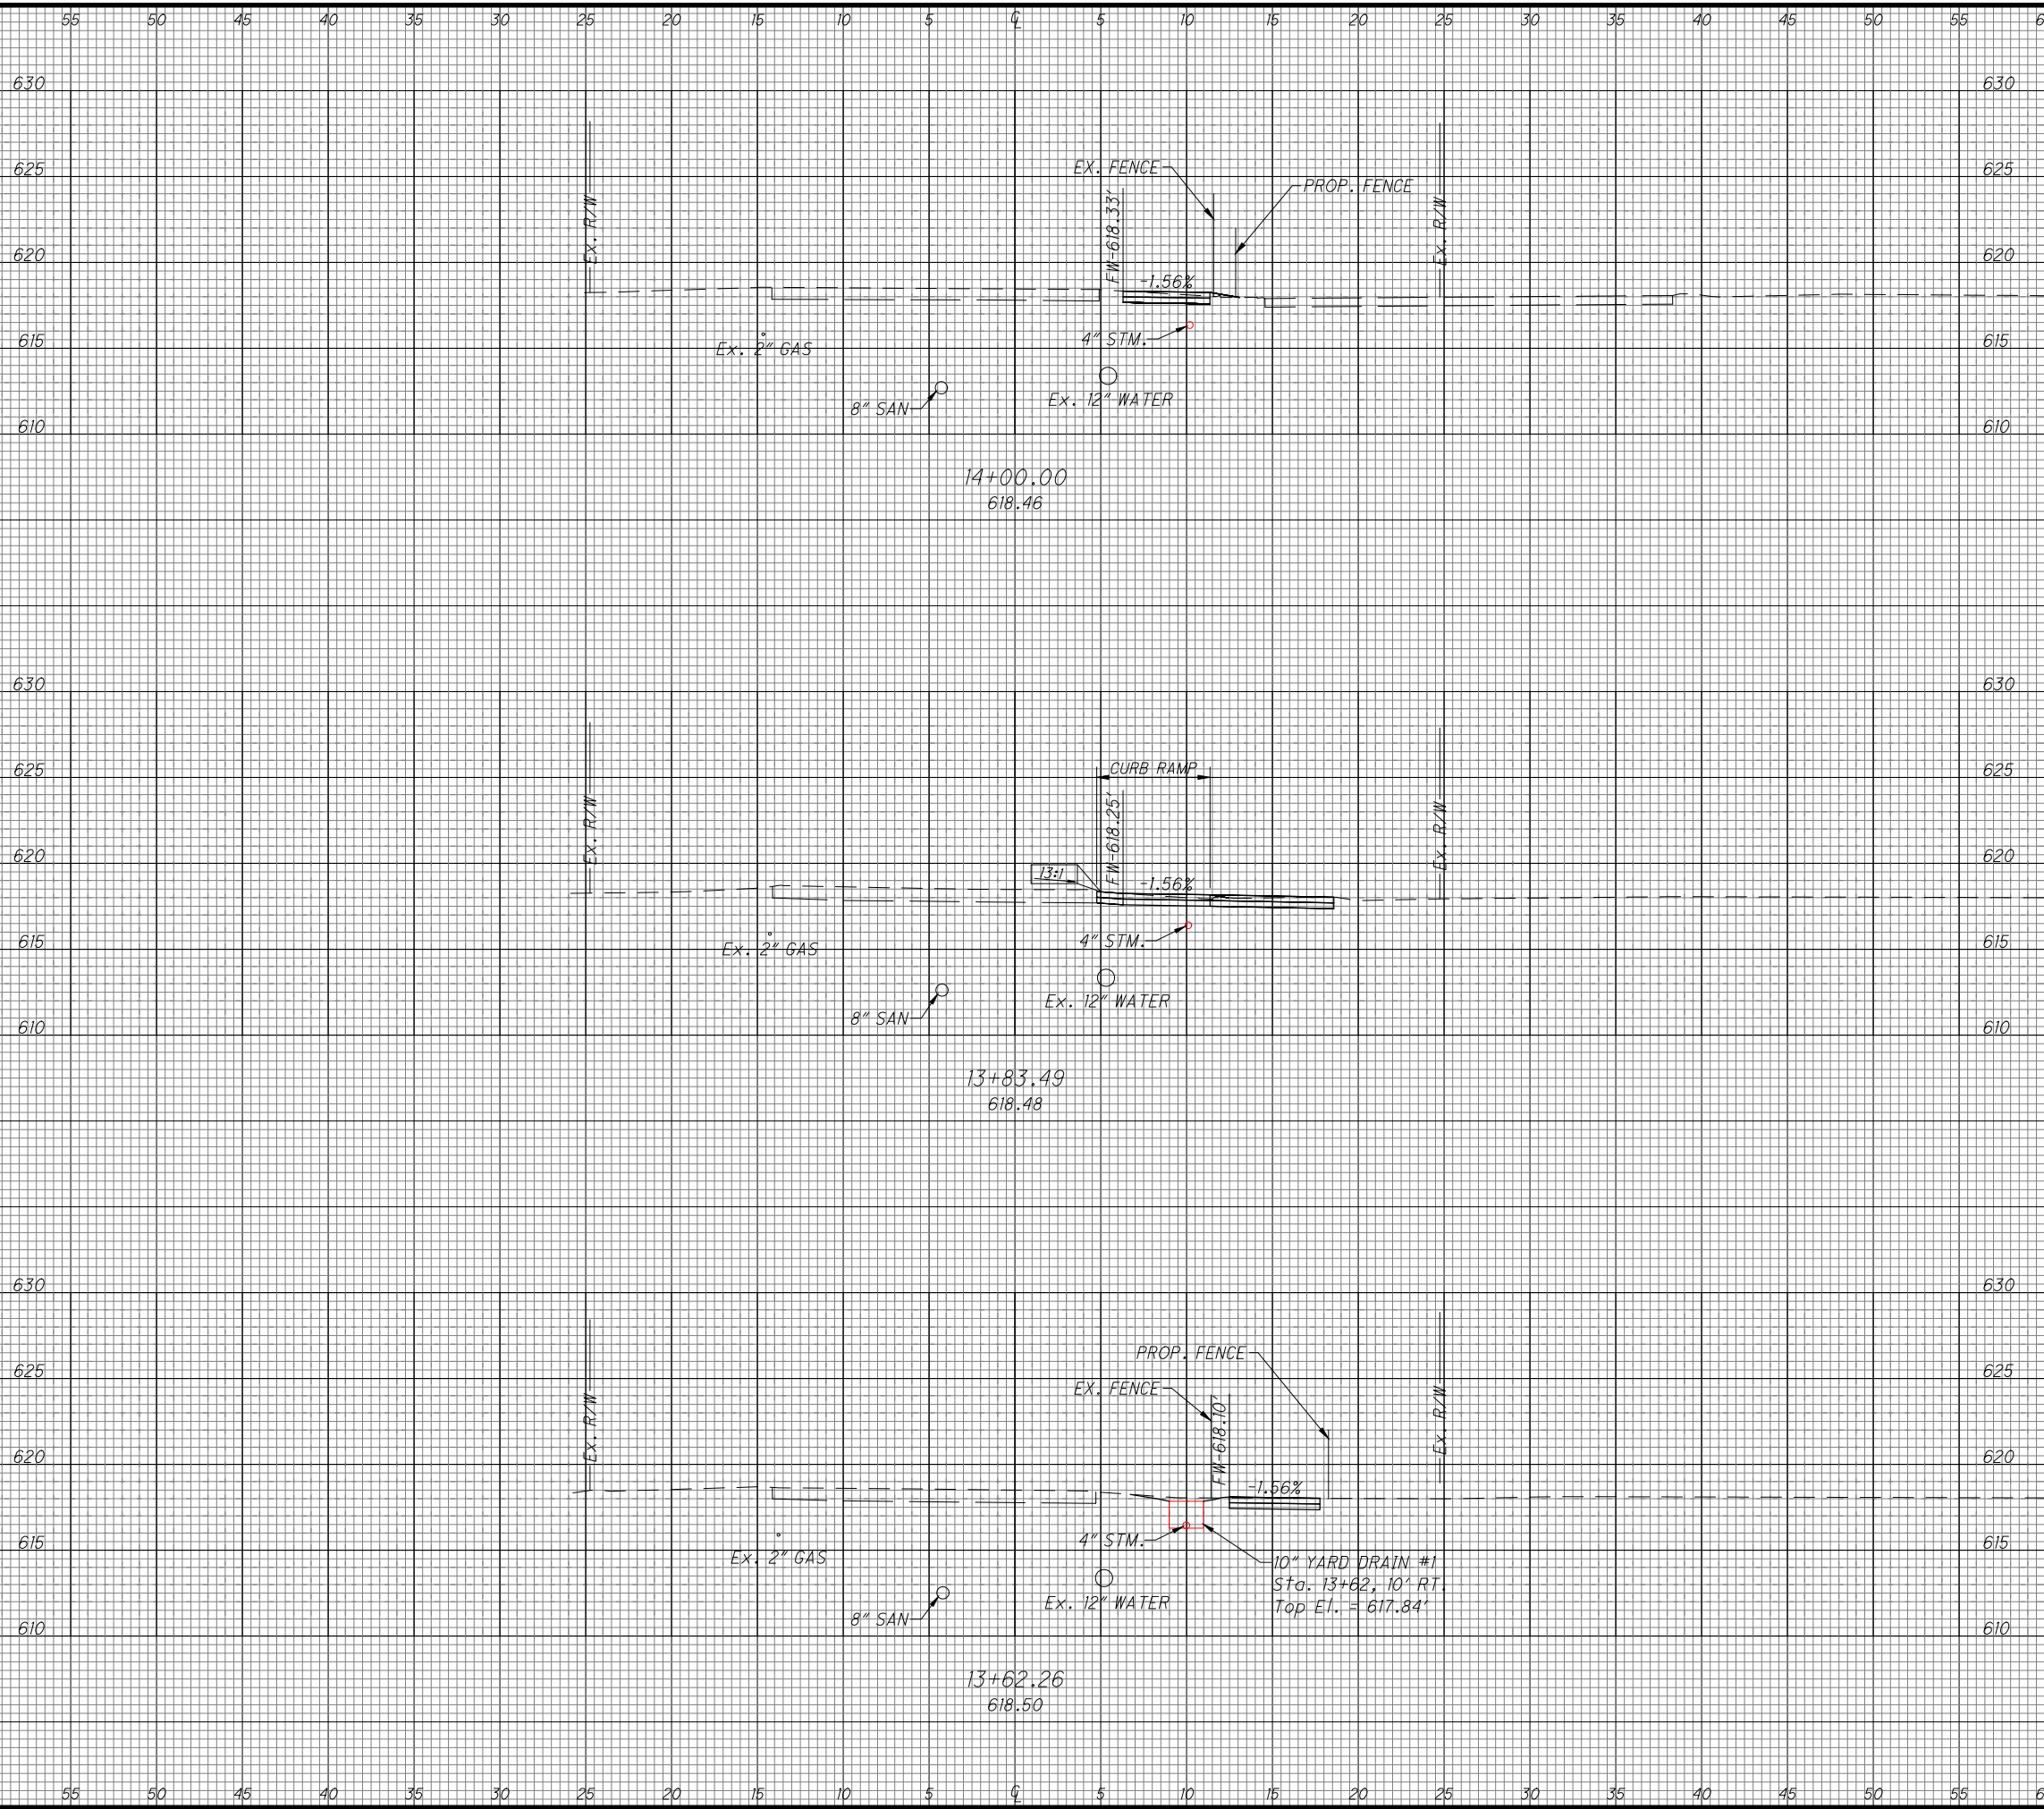 55 50 45 40 35 30 25 20 15 10 5 ℄ 5 10 15 20 25 30 35 40 45 50 55
630 630
625 625
620 620
615 615
610 610
Ex. R/W
EX. FENCE
PROP. FENCE
FW-618.33'
-1.56%
Ex. R/W
4" STM.
Ex. 2" GAS
8" SAN
Ex. 12" WATER
14+00.00
618.46
630 630
625 625
620 620
615 615
610 610
Ex. R/W
CURB RAMP
FW-618.25'
13:1
-1.56%
Ex. R/W
4" STM.
Ex. 2" GAS
8" SAN
Ex. 12" WATER
13+83.49
618.48
630 630
625 625
620 620
615 615
610 610
Ex. R/W
PROP. FENCE
EX. FENCE
FW-618.10'
-1.56%
Ex. R/W
4" STM.
Ex. 2" GAS
10" YARD DRAIN #1
Sta. 13+62, 10' RT.
Top El. = 617.84'
8" SAN
Ex. 12" WATER
13+62.26
618.50
55 50 45 40 35 30 25 20 15 10 5 ℄ 5 10 15 20 25 30 35 40 45 50 55